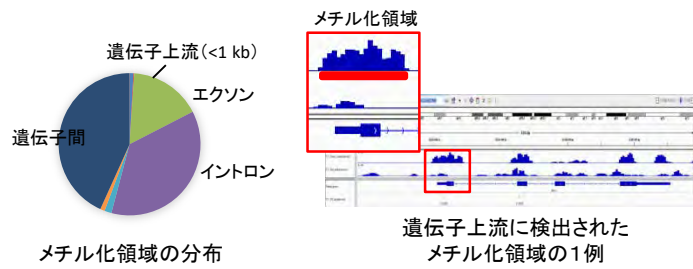 メチル化領域
遺伝子上流(<1 kb)
エクソン
遺伝子間
イントロン
メチル化領域の分布
遺伝子上流に検出された
メチル化領域の1例